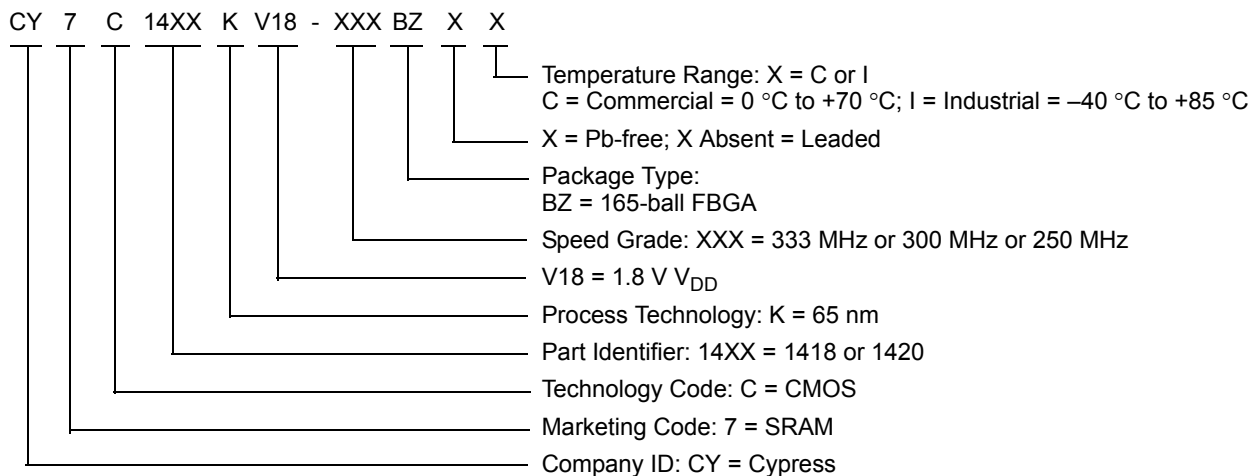 CY 7 C 14XX K V18 - XXX BZ X X
Temperature Range: X = C or I
C = Commercial = 0 °C to +70 °C; I = Industrial = –40 °C to +85 °C
X = Pb-free; X Absent = Leaded
Package Type:
BZ = 165-ball FBGA
Speed Grade: XXX = 333 MHz or 300 MHz or 250 MHz
V18 = 1.8 V VDD
Process Technology: K = 65 nm
Part Identifier: 14XX = 1418 or 1420
Technology Code: C = CMOS
Marketing Code: 7 = SRAM
Company ID: CY = Cypress